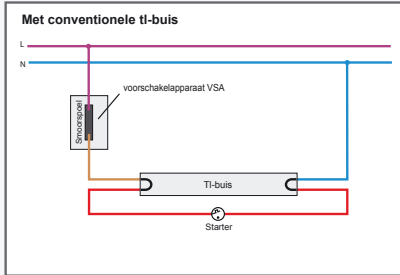 Met conventionele tl-buis
L
N
voorschakelapparaat VSA
Smoorspoel
Tl-buis
Starter